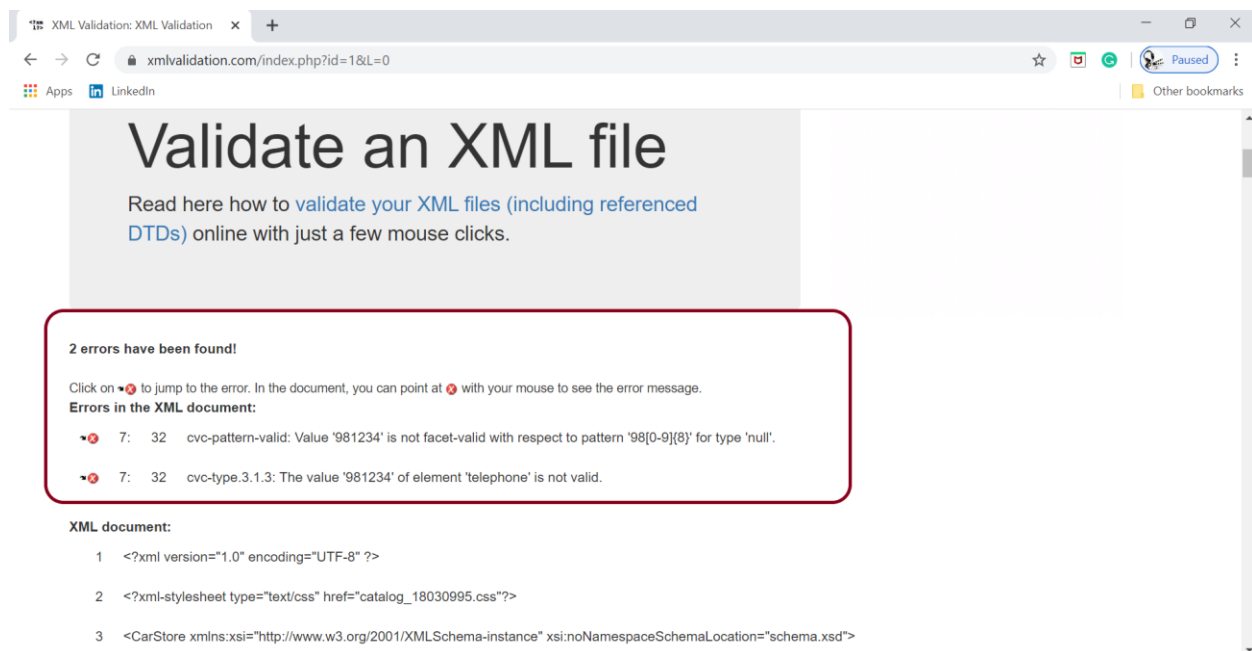 XML Validation: XML Validation
xmlvalidation.com/index.php?id=1&L=0
Paused
Apps
LinkedIn
Other bookmarks
Validate an XML file
Read here how to validate your XML files (including referenced
DTDs) online with just a few mouse clicks.
2 errors have been found!
Click on to jump to the error. In the document, you can point at with your mouse to see the error message.
Errors in the XML document:
7: 32 cvc-pattern-valid: Value '981234' is not facet-valid with respect to pattern '98[0-9]{8}' for type 'null'.
7: 32 cvc-type.3.1.3: The value '981234' of element 'telephone' is not valid.
XML document:
1 <?xml version="1.0" encoding="UTF-8" ?>
2 <?xml-stylesheet type="text/css" href="catalog_18030995.css"?>
3 <CarStore xmlns:xsi="http://www.w3.org/2001/XMLSchema-instance" xsi:noNamespaceSchemaLocation="schema.xsd">